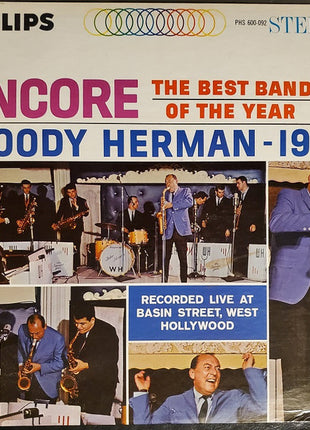 LIPS
PHS 600-092 STE
NCORE THE BEST BAND
OF THE YEAR
OODY HERMAN-19
WH
RECORDED LIVE AT
BASIN STREET, WEST
HOLLYWOOD